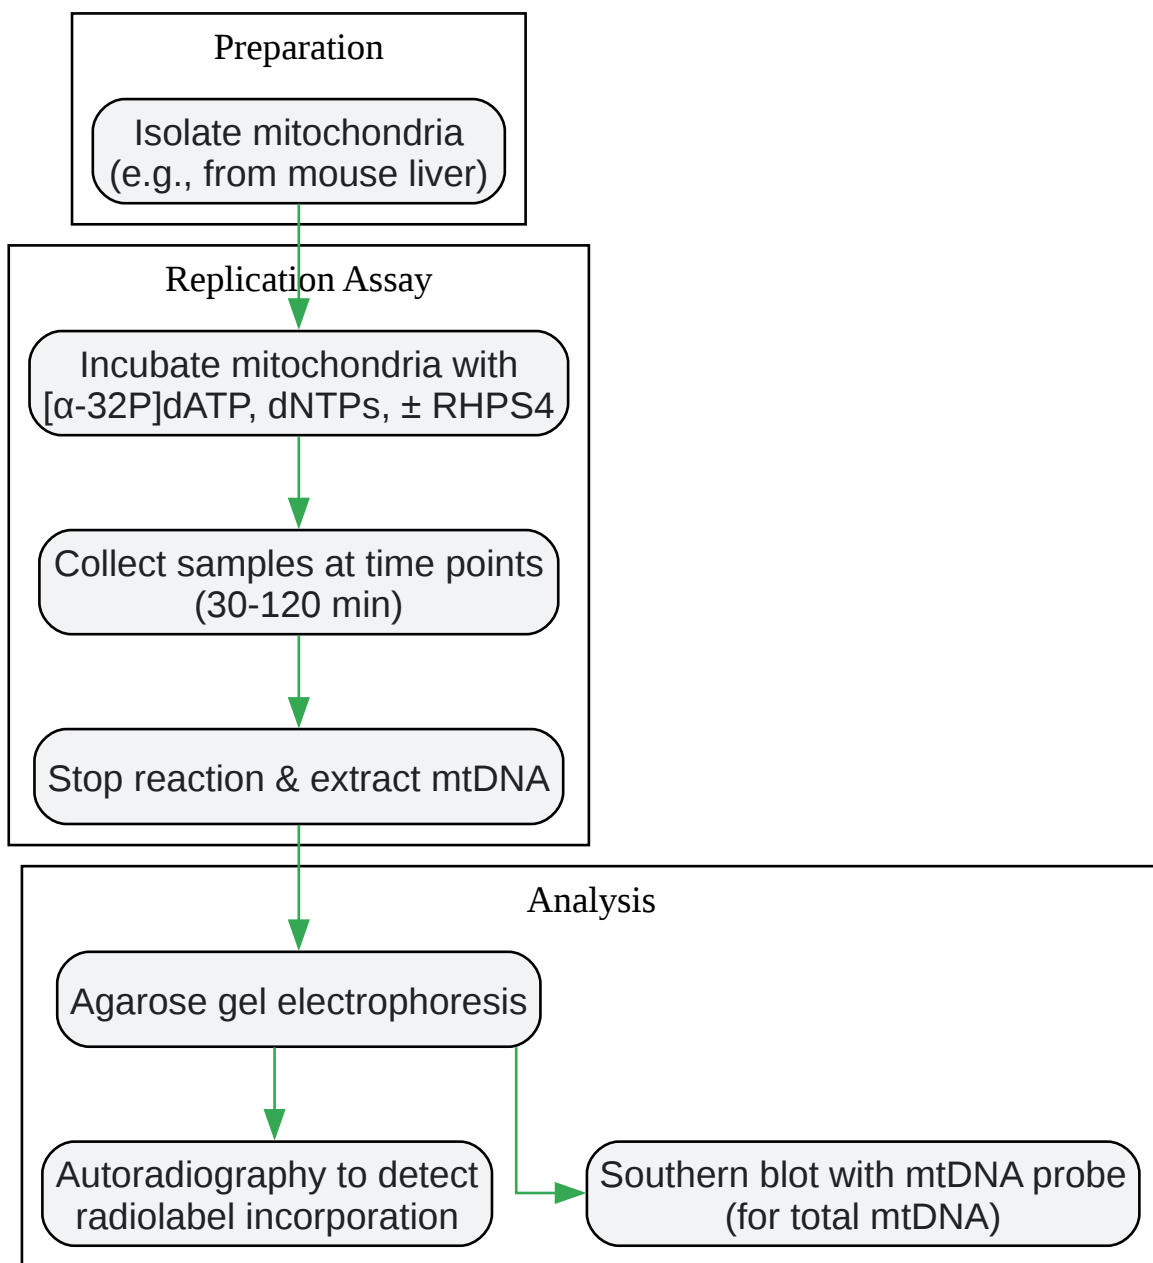 Preparation
Isolate mitochondria
(e.g., from mouse liver)
Replication Assay
Incubate mitochondria with
[α-32P]dATP, dNTPs, ± RHPS4
Collect samples at time points
(30-120 min)
Stop reaction & extract mtDNA
Analysis
Agarose gel electrophoresis
Autoradiography to detect
radiolabel incorporation
Southern blot with mtDNA probe
(for total mtDNA)